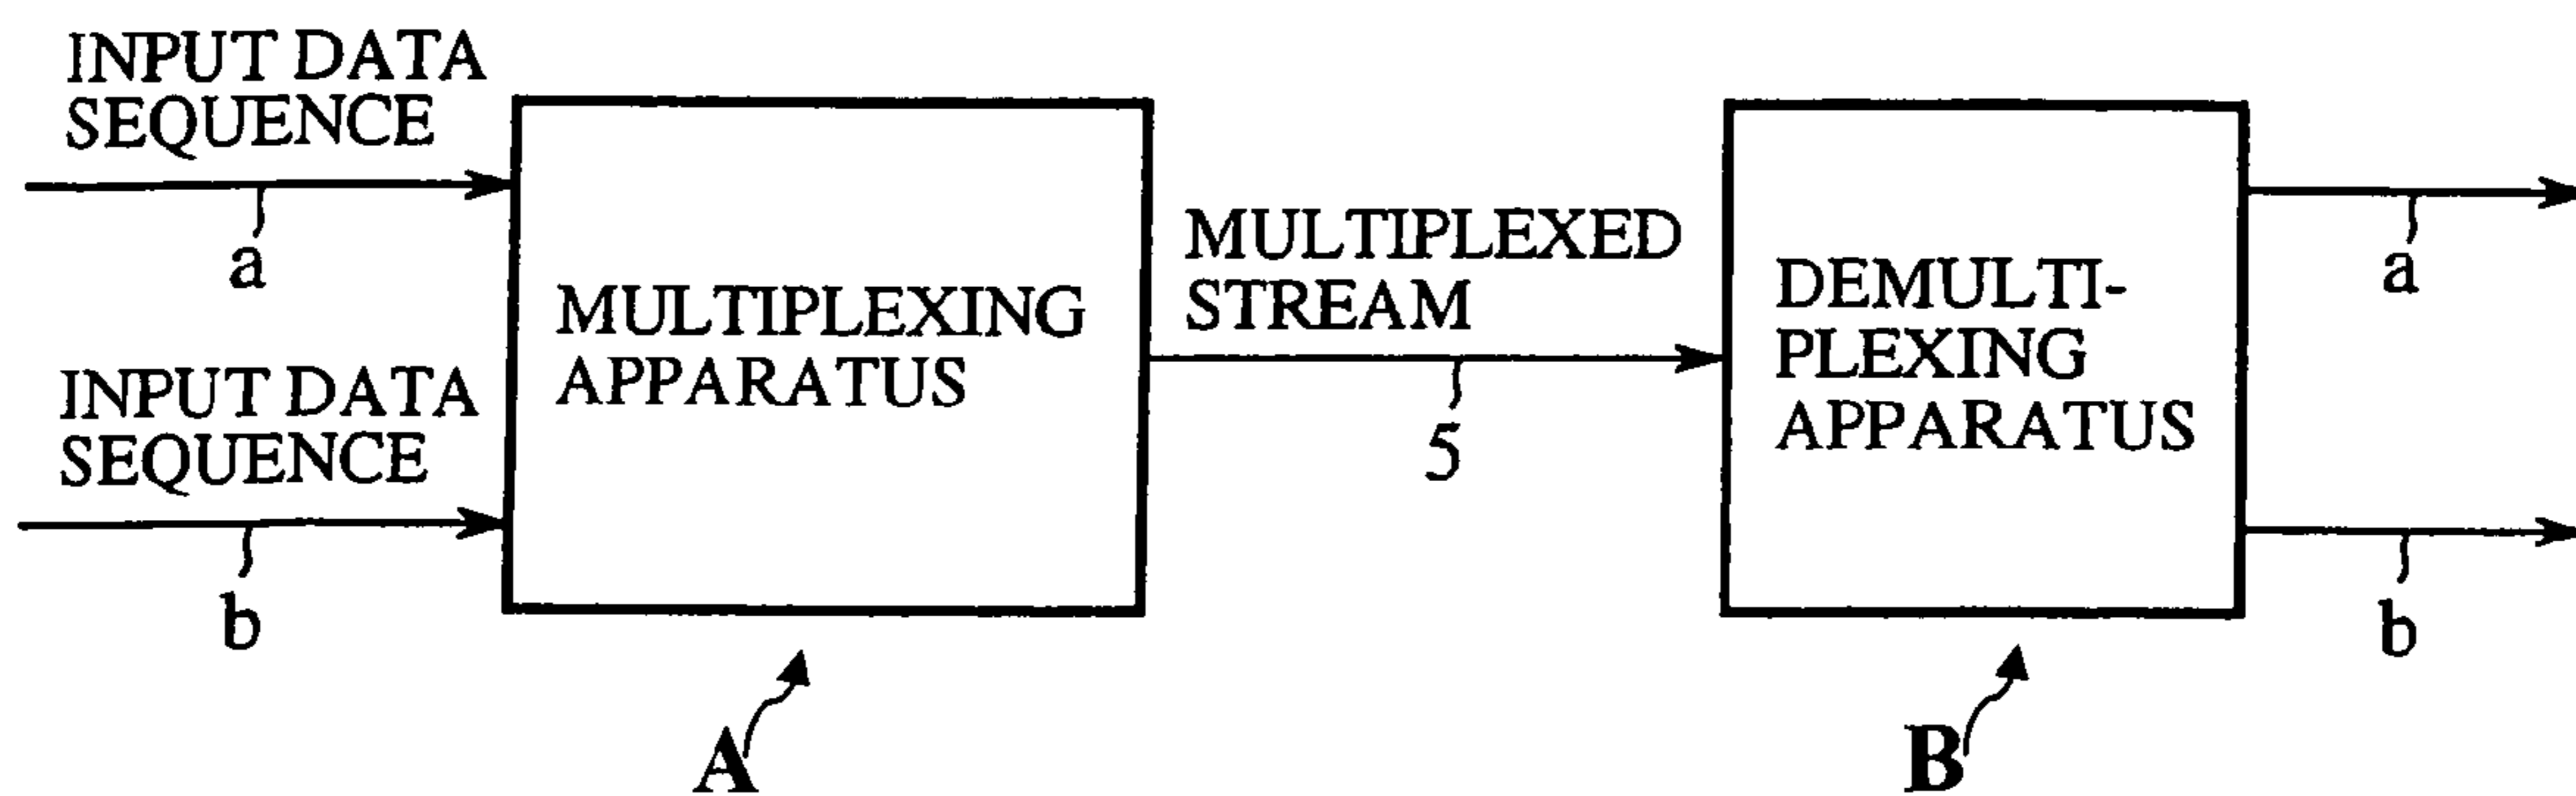 INPUT DATA
SEQUENCE
a
INPUT DATA
SEQUENCE
b
MULTIPLEXING
APPARATUS
A
MULTIPLEXED
STREAM
5
DEMULTI-
PLEXING
APPARATUS
B
a
b